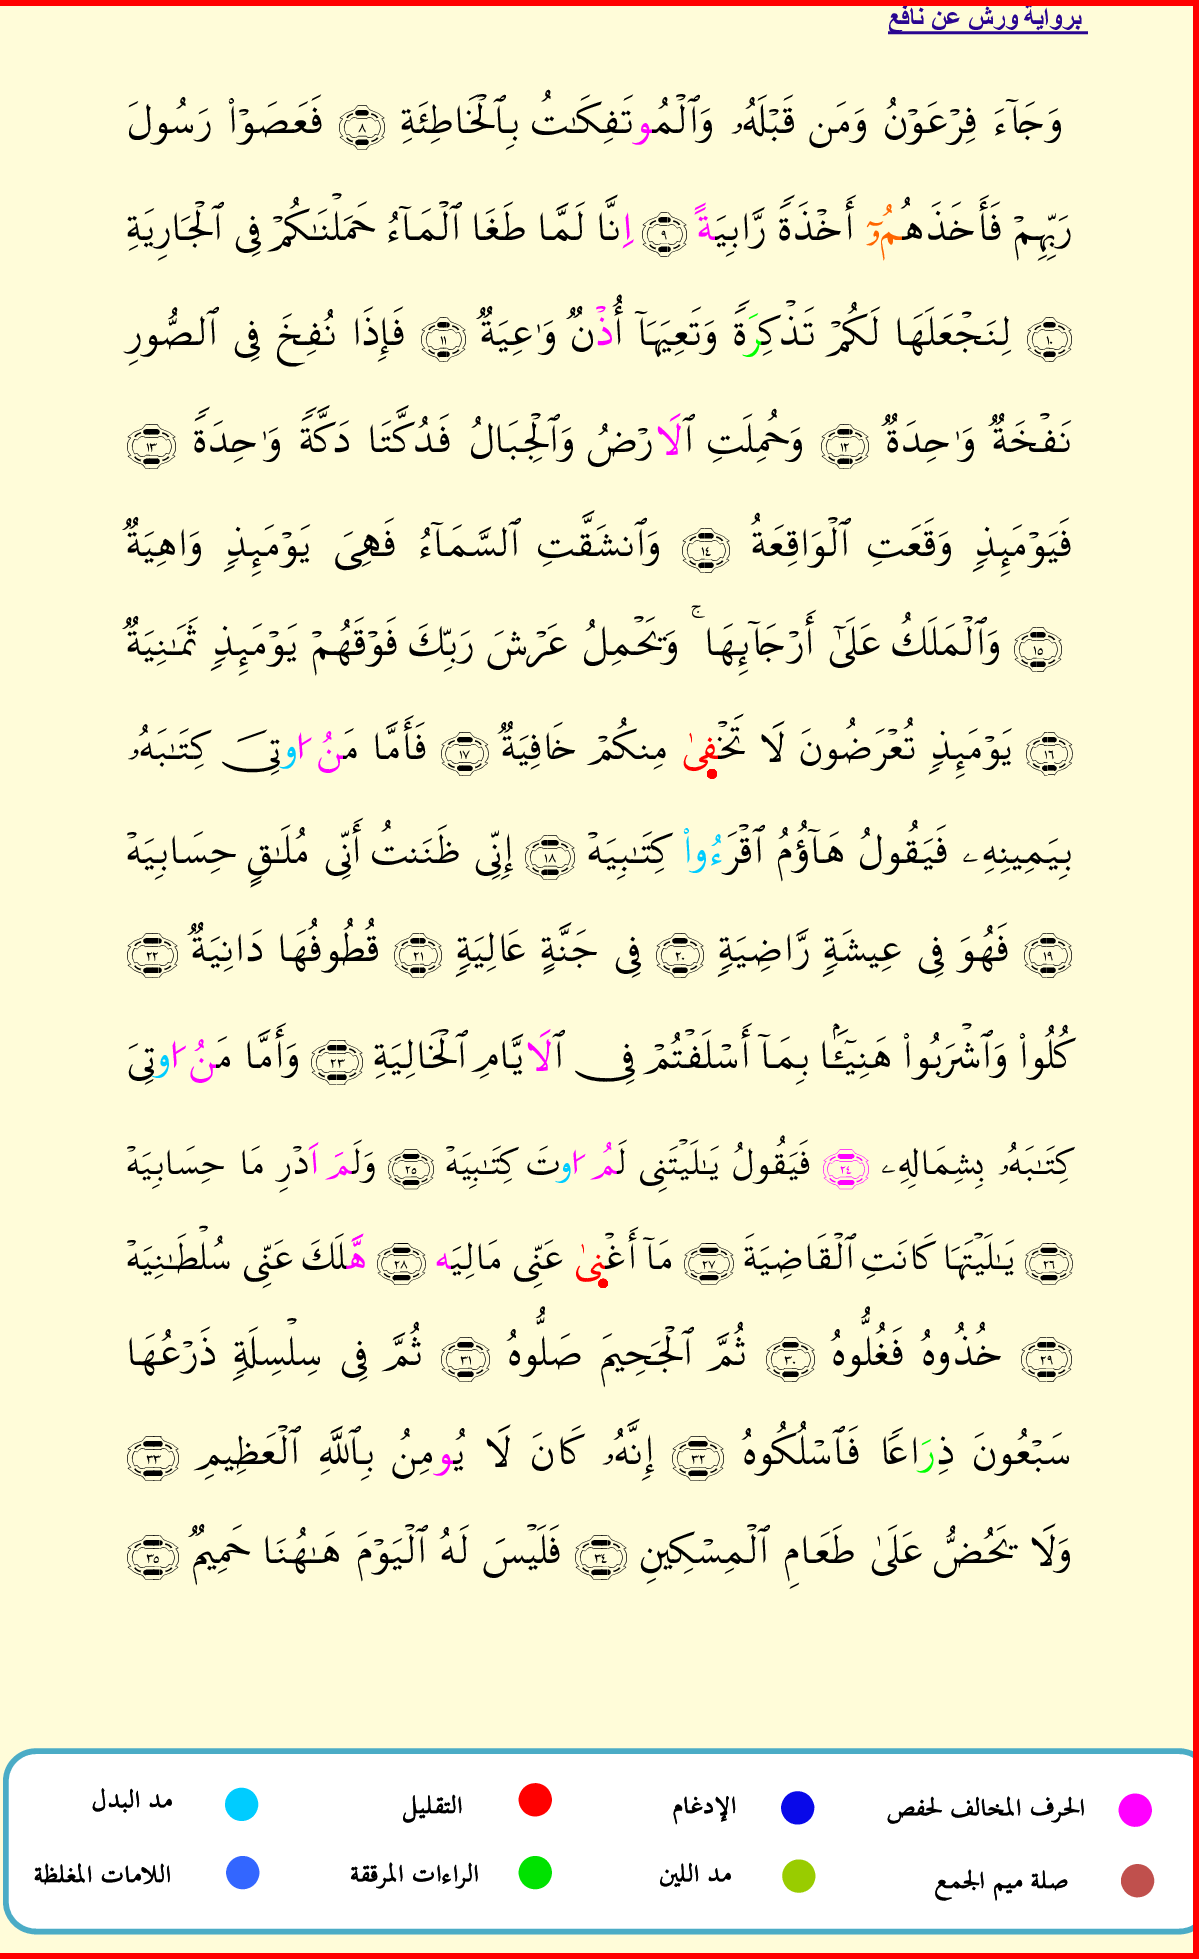 برواية ورش عن نافع
وَجَآءَ فِرْعَوْنُ وَمَن قَبْلَهُۥ وَٱلْمُوتَفِكَٰتُ بِٱلْخَاطِئَةِ ٨ فَعَصَوْا۟ رَسُولَ
رَبِّهِمْ فَأَخَذَهُمُۥٓ أَخْذَةً رَّابِيَةً ٩ اِنَّا لَمَّا طَغَا ٱلْمَآءُ حَمَلْنَٰكُمْ فِى ٱلْجَارِيَةِ
١٠ لِنَجْعَلَهَا لَكُمْ تَذْكِرَةً وَتَعِيَهَآ أُذْنٌ وَٰعِيَةٌ ١١ فَإِذَا نُفِخَ فِى ٱلصُّورِ
نَفْخَةٌ وَٰحِدَةٌ ١٢ وَحُمِلَتِ ٱلَارْضُ وَٱلْجِبَالُ فَدُكَّتَا دَكَّةً وَٰحِدَةً ١٣
فَيَوْمَئِذٍ وَقَعَتِ ٱلْوَاقِعَةُ ١٤ وَٱنشَقَّتِ ٱلسَّمَآءُ فَهِىَ يَوْمَئِذٍ وَاهِيَةٌ
١٥ وَٱلْمَلَكُ عَلَىٰٓ أَرْجَآئِهَا ۚ وَيَحْمِلُ عَرْشَ رَبِّكَ فَوْقَهُمْ يَوْمَئِذٍ ثَمَٰنِيَةٌ
١٦ يَوْمَئِذٍ تُعْرَضُونَ لَا تَخْفِىٰ مِنكُمْ خَافِيَةٌ ١٧ فَأَمَّا مَنُ ا۟وتِىَ كِتَٰبَهُۥ
بِيَمِينِهِۦ فَيَقُولُ هَآؤُمُ ٱقْرَءُوا۟ كِتَٰبِيَهْ ١٨ إِنِّى ظَنَنتُ أَنِّى مُلَٰقٍ حِسَابِيَهْ
١٩ فَهُوَ فِى عِيشَةٍ رَّاضِيَةٍ ٢٠ فِى جَنَّةٍ عَالِيَةٍ ٢١ قُطُوفُهَا دَانِيَةٌ ٢٢
كُلُوا۟ وَٱشْرَبُوا۟ هَنِيٓـًٔۢا بِمَآ أَسْلَفْتُمْ فِى ٱلَايَّامِ ٱلْخَالِيَةِ ٢٣ وَأَمَّا مَنُ ا۟وتِىَ
كِتَٰبَهُۥ بِشِمَالِهِۦ ٢٤ فَيَقُولُ يَٰلَيْتَنِى لَمُ ا۟وتَ كِتَٰبِيَهْ ٢٥ وَلَمَ اَدْرِ مَا حِسَابِيَهْ
٢٦ يَٰلَيْتَهَا كَانَتِ ٱلْقَاضِيَةَ ٢٧ مَآ أَغْنِىٰ عَنِّى مَالِيَه ٢٨ هَّلَكَ عَنِّى سُلْطَٰنِيَهْ
٢٩ خُذُوهُ فَغُلُّوهُ ٣٠ ثُمَّ ٱلْجَحِيمَ صَلُّوهُ ٣١ ثُمَّ فِى سِلْسِلَةٍ ذَرْعُهَا
سَبْعُونَ ذِرَاعًا فَٱسْلُكُوهُ ٣٢ إِنَّهُۥ كَانَ لَا يُومِنُ بِٱللَّهِ ٱلْعَظِيمِ ٣٣
وَلَا يَحُضُّ عَلَىٰ طَعَامِ ٱلْمِسْكِينِ ٣٤ فَلَيْسَ لَهُ ٱلْيَوْمَ هَٰهُنَا حَمِيمٌ ٣٥
الحرف المخالف لحفص الإدغام التقليل مد البدل
صلة ميم الجمع مد اللين الراءات المرققة اللامات المغلظة